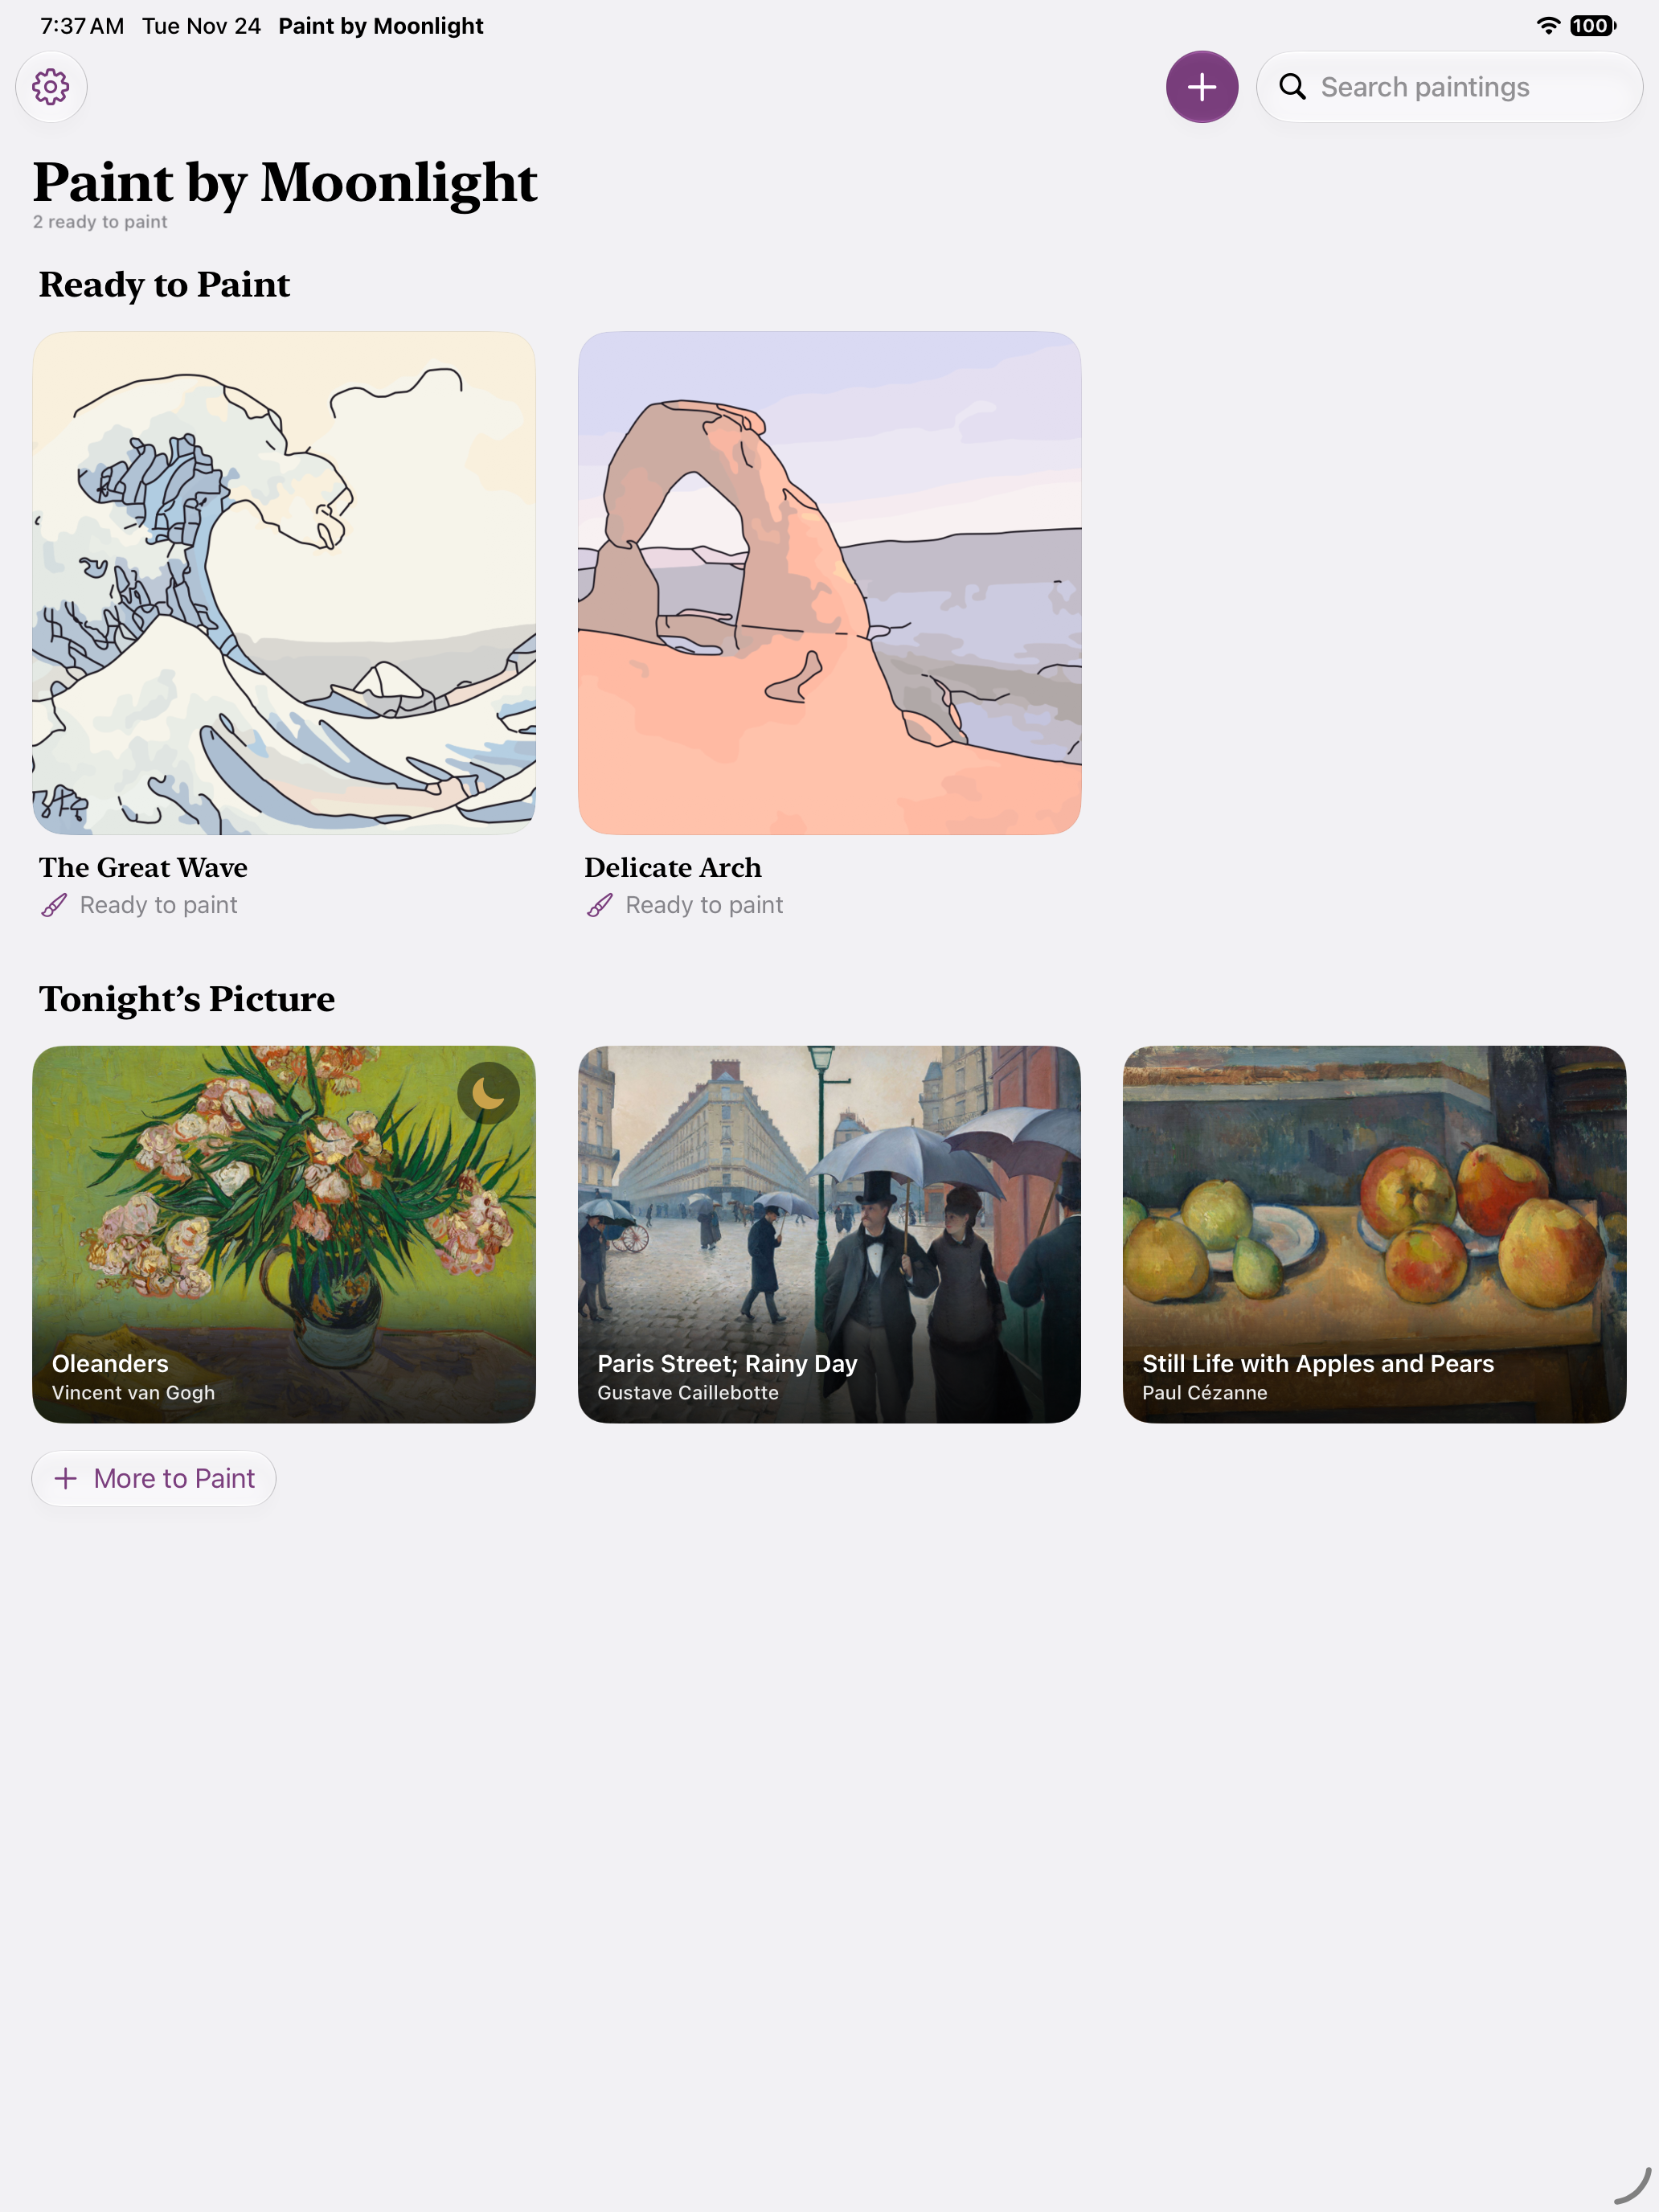 7:37 AM Tue Nov 24 Paint by Moonlight
100
Search paintings
Paint by Moonlight
2 ready to paint
Ready to Paint
The Great Wave
Ready to paint
Delicate Arch
Ready to paint
Tonight’s Picture
Oleanders
Vincent van Gogh
Paris Street; Rainy Day
Gustave Caillebotte
Still Life with Apples and Pears
Paul Cézanne
More to Paint